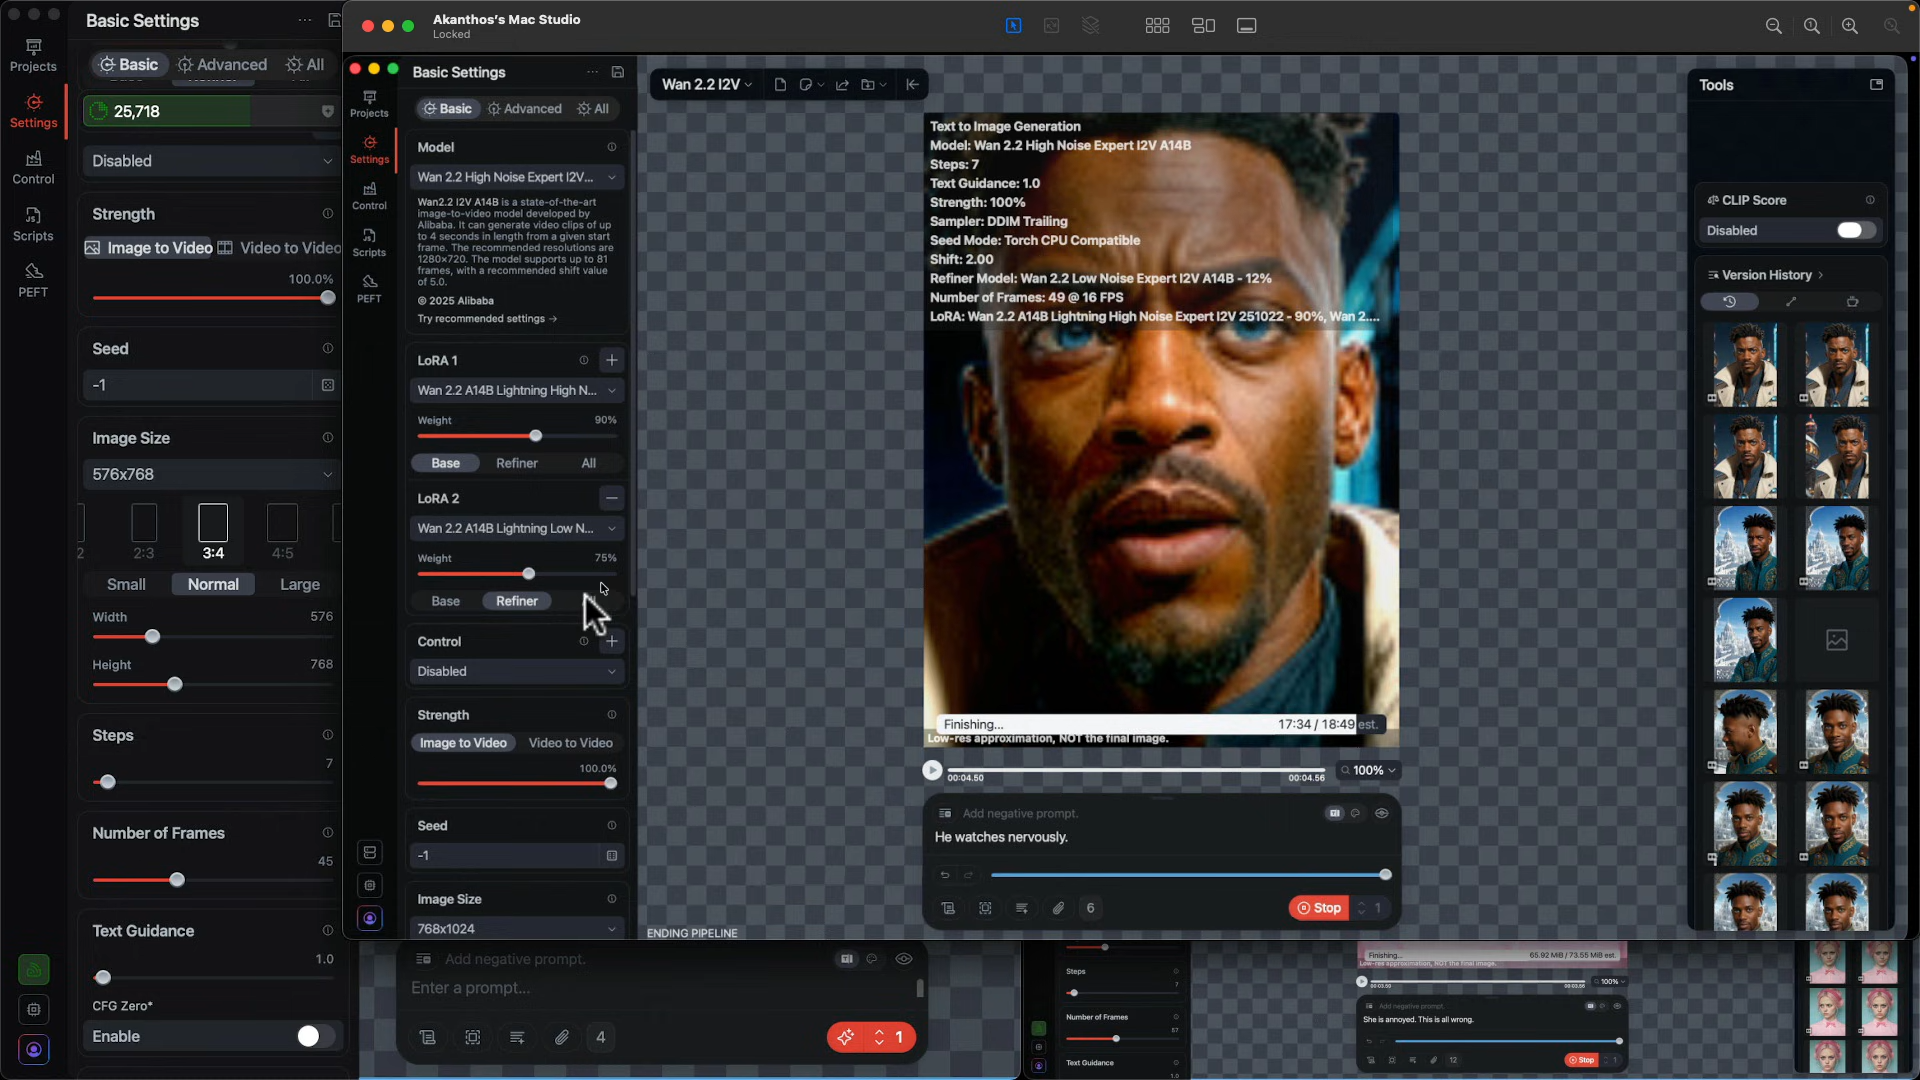 Basic Settings
Projects
Settings
Control
Scripts
PEFT
Basic
Advanced
All
25,718
Disabled
Strength
Image to Video
Video to Video
100.0%
Seed
-1
Image Size
576x768
2:3
3:4
4:5
Small
Normal
Large
Width
576
Height
768
Steps
7
Number of Frames
45
Text Guidance
1.0
CFG Zero*
Enable
Akanthos's Mac Studio
Locked
Basic Settings
Projects
Settings
Control
Scripts
PEFT
Basic
Advanced
All
Model
Wan 2.2 High Noise Expert I2V...
Wan2.2 I2V A14B is a state-of-the-art
image-to-video model developed by
Alibaba. It can generate video clips of up
to 4 seconds in length from a given start
frame. The recommended resolutions are
1280×720. The model supports up to 81
frames, with a recommended shift value
of 5.0.
© 2025 Alibaba
Try recommended settings →
LoRA 1
Wan 2.2 A14B Lightning High N...
Weight
90%
Base
Refiner
All
LoRA 2
Wan 2.2 A14B Lightning Low N...
Weight
75%
Base
Refiner
Control
Disabled
Strength
Image to Video
Video to Video
100.0%
Seed
-1
Image Size
768x1024
Wan 2.2 I2V
Text to Image Generation
Model: Wan 2.2 High Noise Expert I2V A14B
Steps: 7
Text Guidance: 1.0
Strength: 100%
Sampler: DDIM Trailing
Seed Mode: Torch CPU Compatible
Shift: 2.00
Refiner Model: Wan 2.2 Low Noise Expert I2V A14B - 12%
Number of Frames: 49 @ 16 FPS
LoRA: Wan 2.2 A14B Lightning High Noise Expert I2V 251022 - 90%, Wan 2....
Finishing...
17:34 / 18:49 est.
Low-res approximation, NOT the final image.
00:04.50
00:04.56
100%
Add negative prompt.
He watches nervously.
6
Stop
1
ENDING PIPELINE
Tools
CLIP Score
Disabled
Version History
Add negative prompt.
Enter a prompt...
4
1
Steps
7
Number of Frames
57
Text Guidance
1.0
Finishing...
65.92 MiB / 73.55 MiB est.
Low-res approximation, NOT the final image.
100%
Add negative prompt.
She is annoyed. This is all wrong.
12
Stop
1